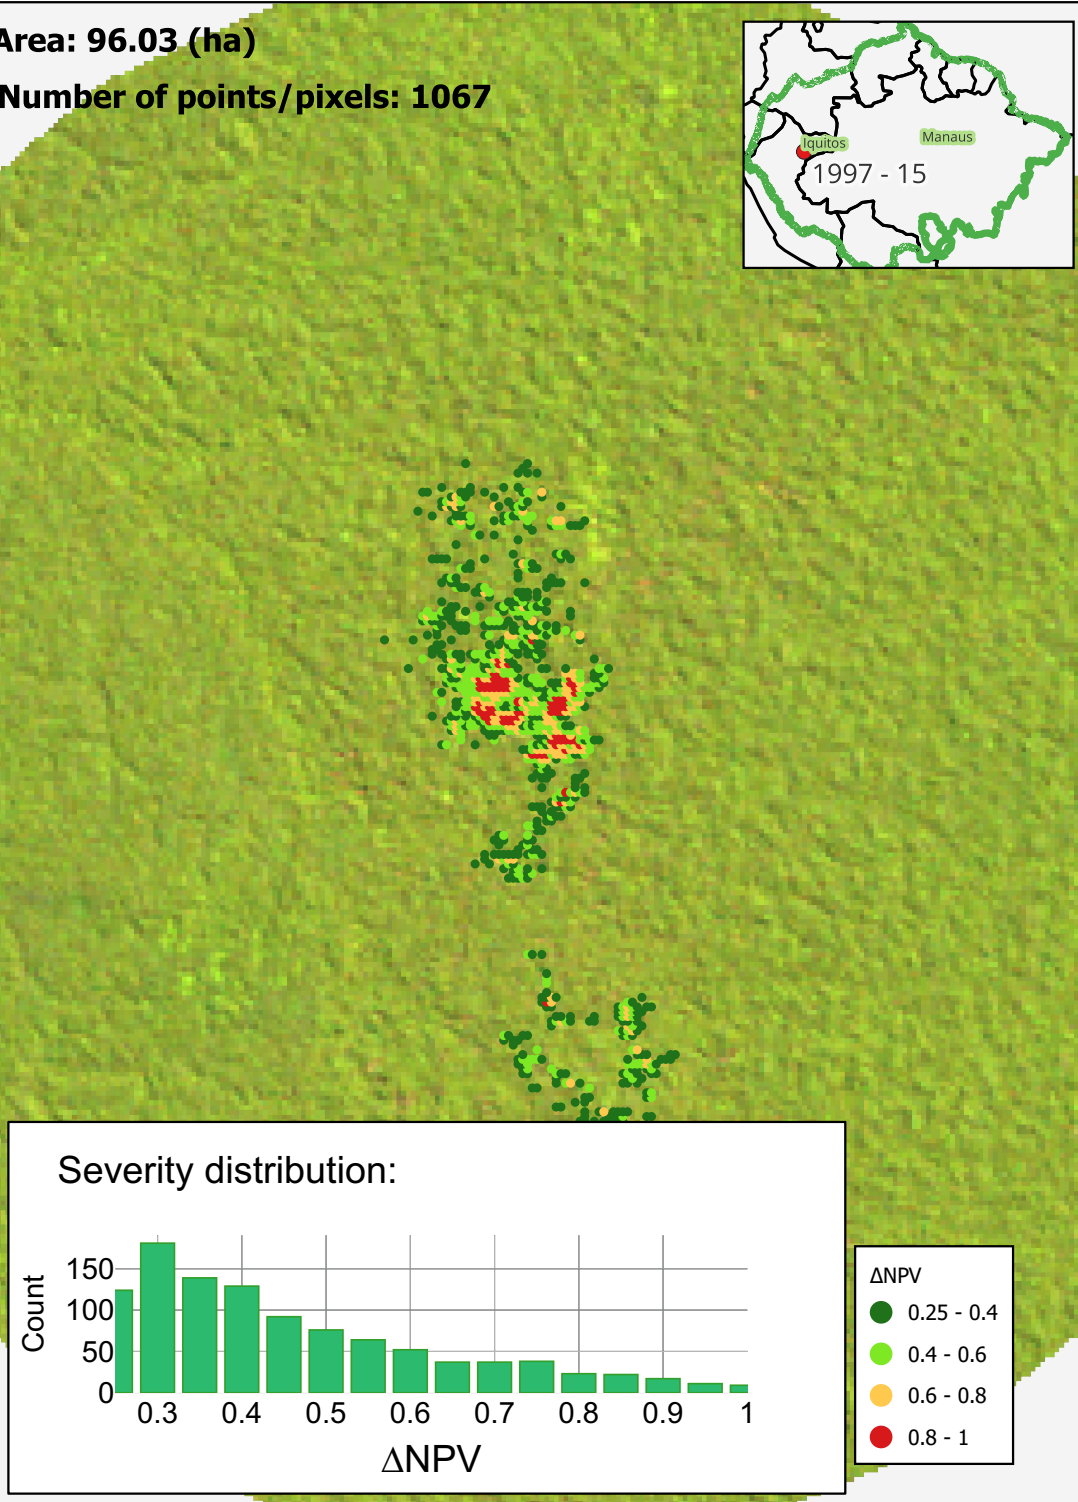 Area: 96.03 (ha)
Number of points/pixels: 1067
Iquitos
Manaus
1997 - 15
Severity distribution:
Count
150
100
50
0
0.3 0.4 0.5 0.6 0.7 0.8 0.9 1
ΔNPV
ΔNPV
0.25 - 0.4
0.4 - 0.6
0.6 - 0.8
0.8 - 1